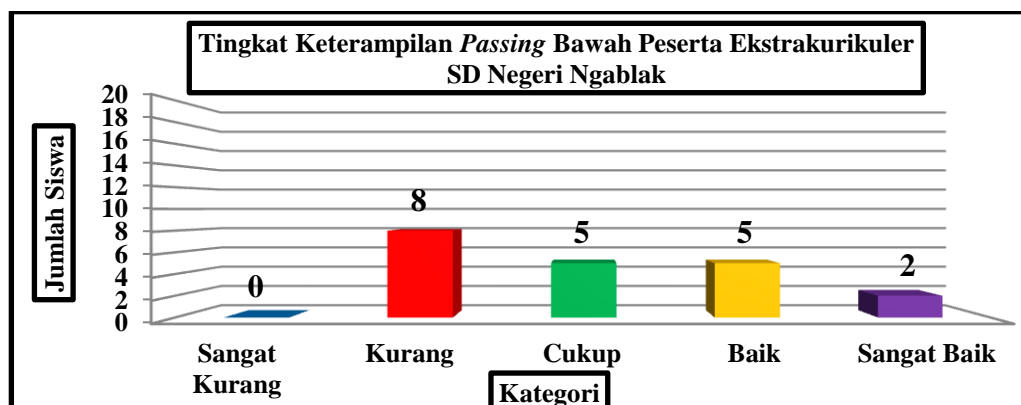 Tingkat Keterampilan Passing Bawah Peserta Ekstrakurikuler
SD Negeri Ngablak
Jumlah Siswa
20
18
16
14
12
10
8
6
4
2
0
0
8
5
5
2
Sangat Kurang
Kurang
Cukup
Baik
Sangat Baik
Kategori